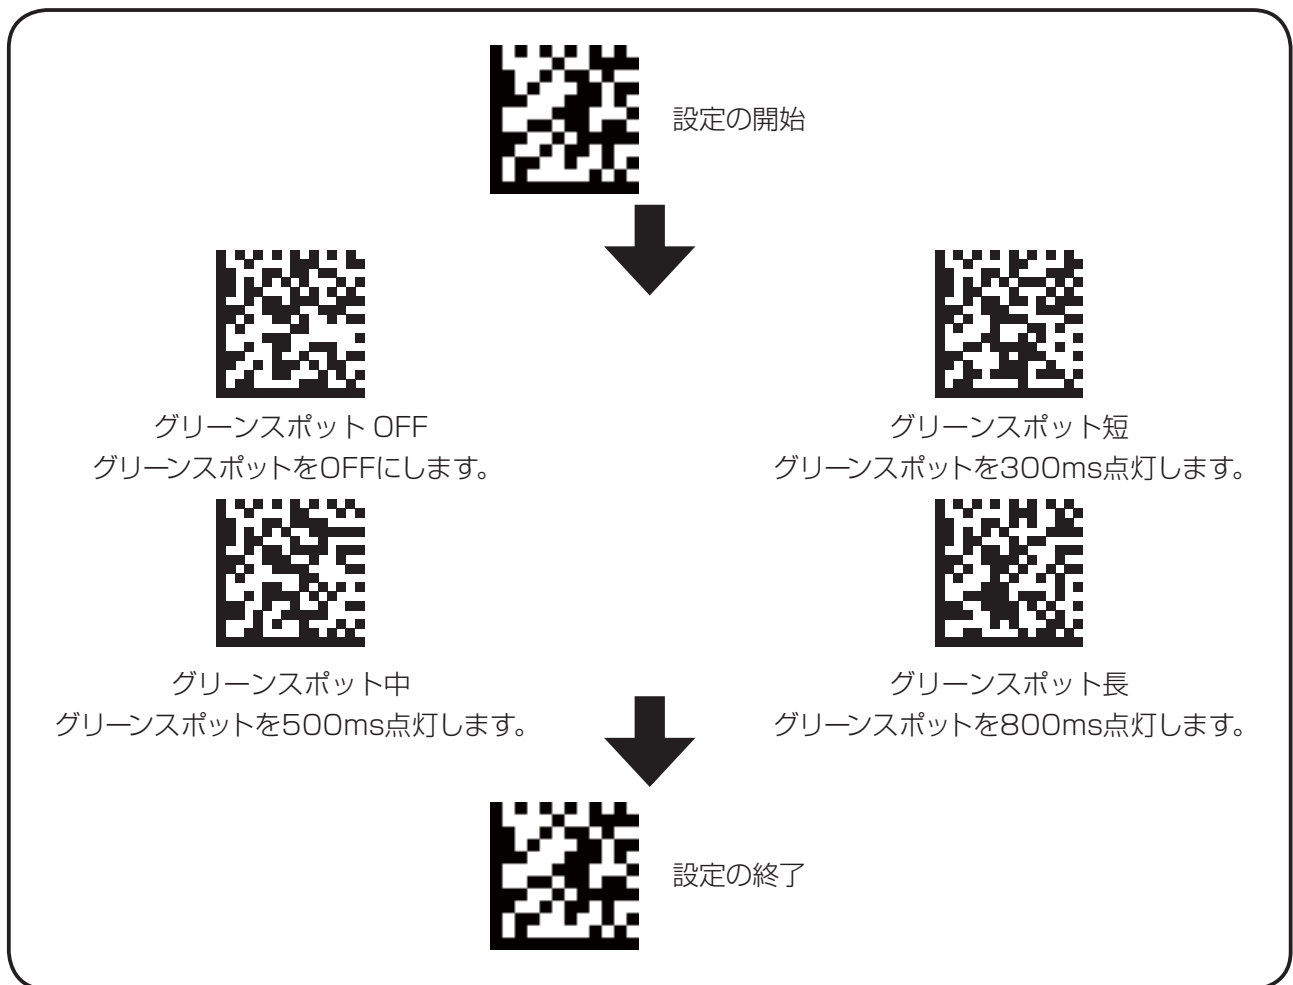 設定の開始
グリーンスポット OFF
グリーンスポットをOFFにします。
グリーンスポット短
グリーンスポットを300ms点灯します。
グリーンスポット中
グリーンスポットを500ms点灯します。
グリーンスポット長
グリーンスポットを800ms点灯します。
設定の終了